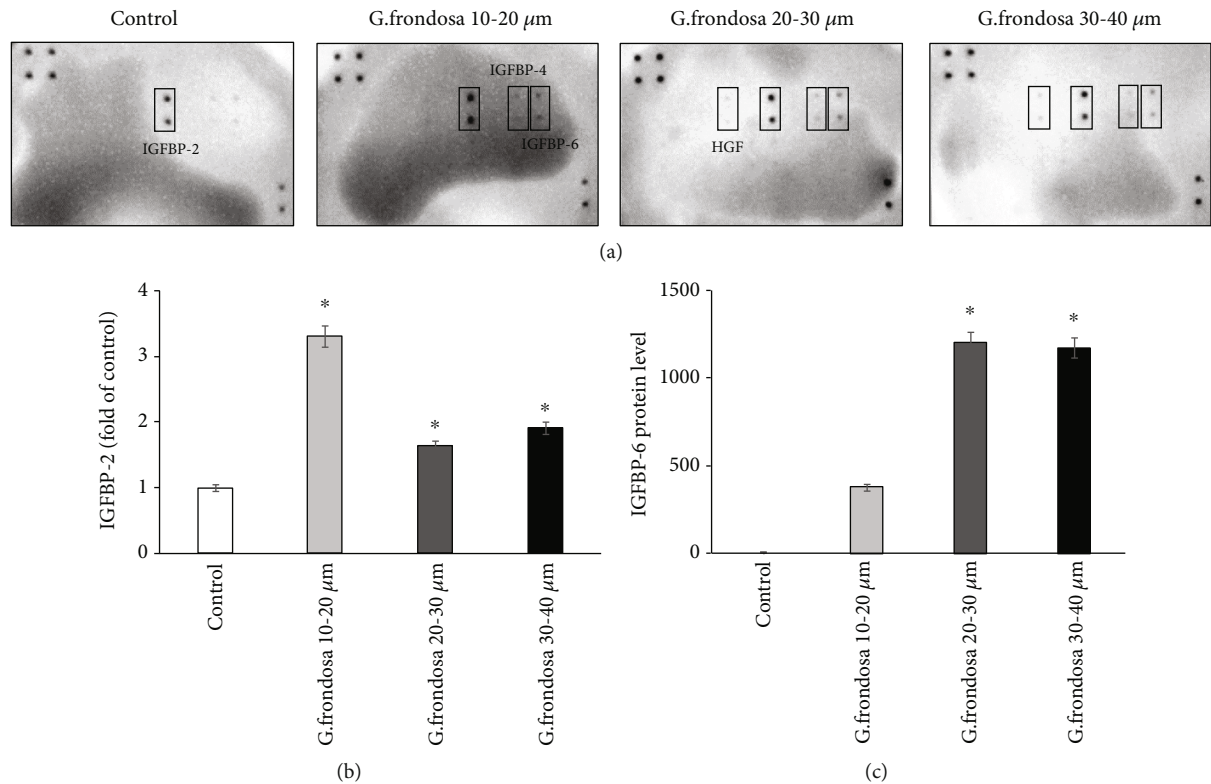 Control
G.frondosa 10-20 μm
G.frondosa 20-30 μm
G.frondosa 30-40 μm
IGFBP-2
IGFBP-4
IGFBP-6
HGF
(a)
IGFBP-2 (fold of control)
4
3
2
1
0
*
*
*
Control
G.frondosa 10-20 μm
G.frondosa 20-30 μm
G.frondosa 30-40 μm
(b)
IGFBP-6 protein level
1500
1000
500
0
*
*
Control
G.frondosa 10-20 μm
G.frondosa 20-30 μm
G.frondosa 30-40 μm
(c)